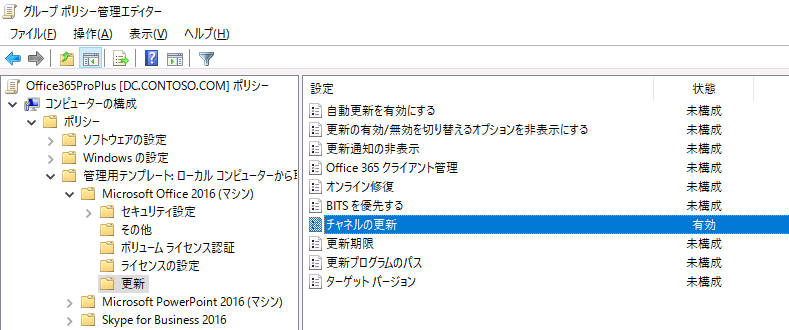 グループ ポリシー管理エディター
ファイル(F) 操作(A) 表示(V) ヘルプ(H)
Office365ProPlus [DC.CONTOSO.COM] ポリシー
コンピューターの構成
ポリシー
ソフトウェアの設定
Windows の設定
管理用テンプレート: ローカル コンピューターから
Microsoft Office 2016 (マシン)
セキュリティ設定
その他
ボリューム ライセンス認証
ライセンスの設定
更新
Microsoft PowerPoint 2016 (マシン)
Skype for Business 2016
設定 状態
自動更新を有効にする 未構成
更新の有効/無効を切り替えるオプションを非表示にする 未構成
更新通知の非表示 未構成
Office 365 クライアント管理 未構成
オンライン修復 未構成
BITS を優先する 未構成
チャネルの更新 有効
更新期限 未構成
更新プログラムのパス 未構成
ターゲット バージョン 未構成